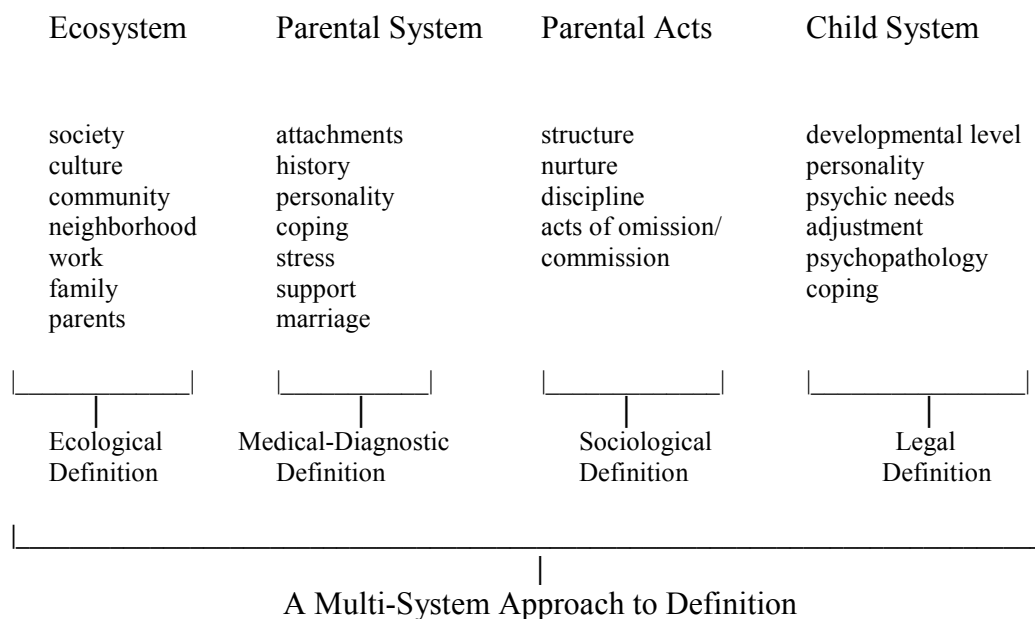 Ecosystem Parental System Parental Acts Child System
society attachments structure developmental level
culture history nurture personality
community personality discipline psychic needs
neighborhood coping acts of omission/ adjustment
work stress commission psychopathology
family support coping
parents marriage
Ecological Medical-Diagnostic Sociological Legal
Definition Definition Definition Definition
A Multi-System Approach to Definition